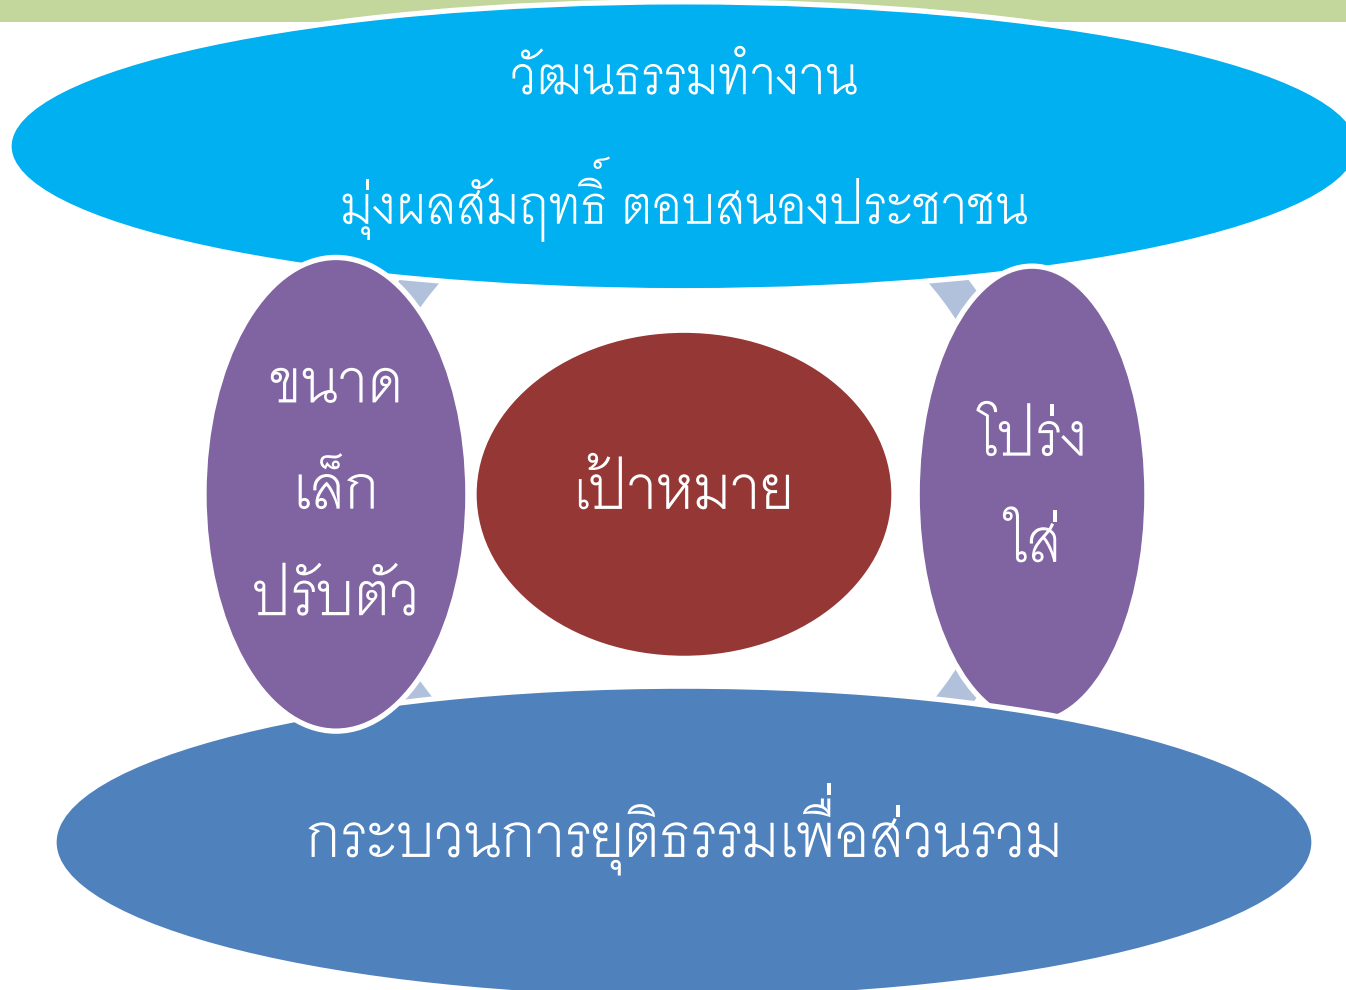 วัฒนธรรมทำงาน
มุ่งผลสัมฤทธิ์ ตอบสนองประชาชน
ขนาด
เล็ก
ปรับตัว
เป้าหมาย
โปร่ง
ใส่
กระบวนการยุติธรรมเพื่อส่วนรวม